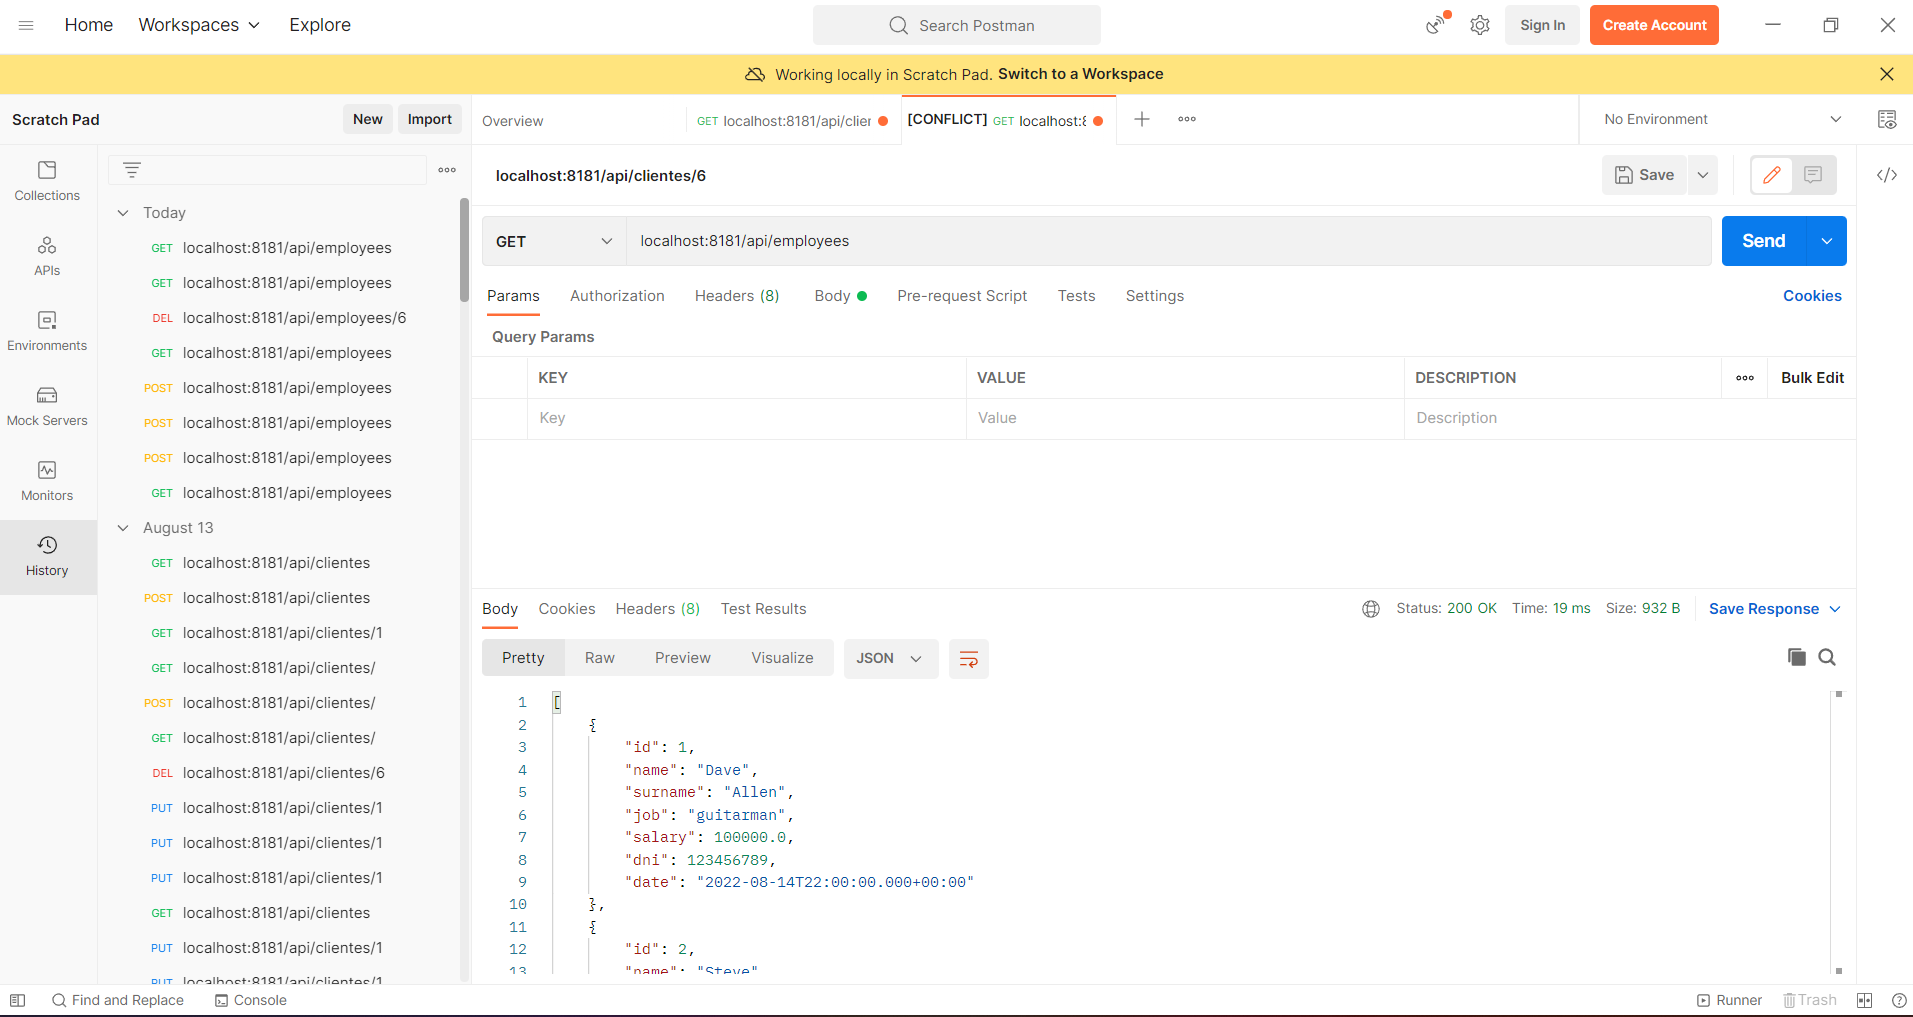 Home Workspaces Explore Search Postman Sign In Create Account
Working locally in Scratch Pad. Switch to a Workspace
Scratch Pad New Import Overview GET localhost:8181/api/clier [CONFLICT] GET localhost:8 No Environment
Collections
APIs
Environments
Mock Servers
Monitors
History
Today
GET localhost:8181/api/employees
GET localhost:8181/api/employees
DEL localhost:8181/api/employees/6
GET localhost:8181/api/employees
POST localhost:8181/api/employees
POST localhost:8181/api/employees
POST localhost:8181/api/employees
GET localhost:8181/api/employees
August 13
GET localhost:8181/api/clientes
POST localhost:8181/api/clientes
GET localhost:8181/api/clientes/1
GET localhost:8181/api/clientes/
POST localhost:8181/api/clientes/
GET localhost:8181/api/clientes/
DEL localhost:8181/api/clientes/6
PUT localhost:8181/api/clientes/1
PUT localhost:8181/api/clientes/1
PUT localhost:8181/api/clientes/1
GET localhost:8181/api/clientes
PUT localhost:8181/api/clientes/1
PUT localhost:8181/api/clientes/1
localhost:8181/api/clientes/6 Save
GET localhost:8181/api/employees Send
Params Authorization Headers (8) Body Pre-request Script Tests Settings Cookies
Query Params
KEY VALUE DESCRIPTION Bulk Edit
Key Value Description
Body Cookies Headers (8) Test Results Status: 200 OK Time: 19 ms Size: 932 B Save Response
Pretty Raw Preview Visualize JSON
1 [
2 {
3 "id": 1,
4 "name": "Dave",
5 "surname": "Allen",
6 "job": "guitarman",
7 "salary": 100000.0,
8 "dni": 123456789,
9 "date": "2022-08-14T22:00:00.000+00:00"
10 },
11 {
12 "id": 2,
13 "name": "Steve"
Find and Replace Console Runner Trash